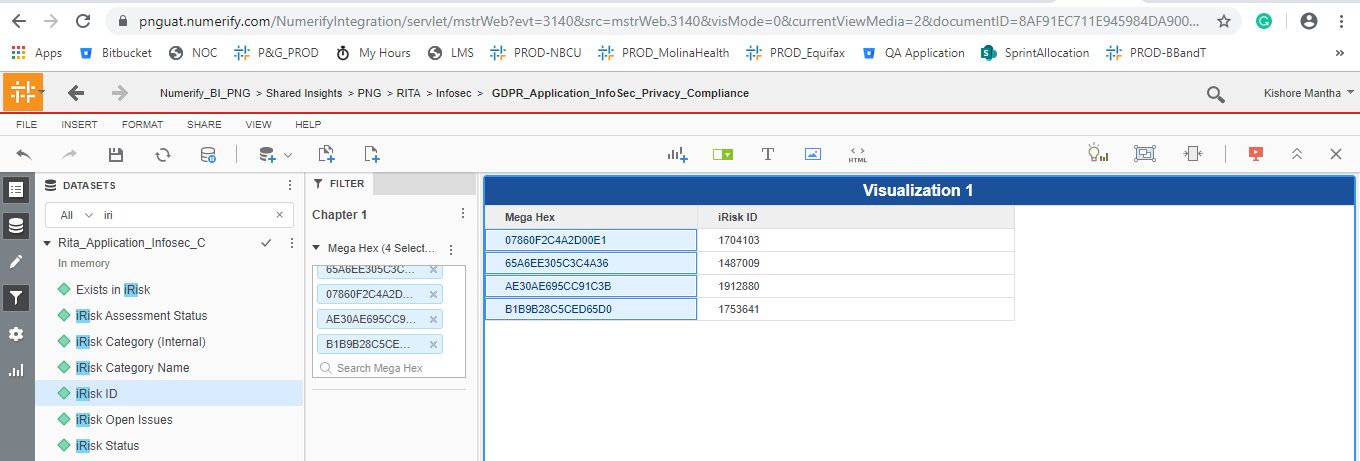 pnguat.numerify.com/NumerifyIntegration/servlet/mstrWeb?evt=3140&src=mstrWeb.3140&visMode=0&currentViewMedia=2&documentID=8AF91EC711E945984DA900...
Apps Bitbucket NOC P&G_PROD My Hours LMS PROD-NBCU PROD_MolinaHealth PROD_Equifax QA Application SprintAllocation PROD-BBandT »
Numerify_BI_PNG > Shared Insights > PNG > RITA > Infosec > GDPR_Application_InfoSec_Privacy_Compliance
Kishore Mantha
FILE INSERT FORMAT SHARE VIEW HELP
HTML
DATASETS
All iri
Rita_Application_Infosec_C
In memory
Exists in iRisk
iRisk Assessment Status
iRisk Category (Internal)
iRisk Category Name
iRisk ID
iRisk Open Issues
iRisk Status
FILTER
Chapter 1
Mega Hex (4 Select...
65A6EE305C3C...
07860F2C4A2D...
AE30AE695CC9...
B1B9B28C5CE...
Search Mega Hex
Visualization 1
Mega Hex iRisk ID
07860F2C4A2D00E1 1704103
65A6EE305C3C4A36 1487009
AE30AE695CC91C3B 1912880
B1B9B28C5CED65D0 1753641